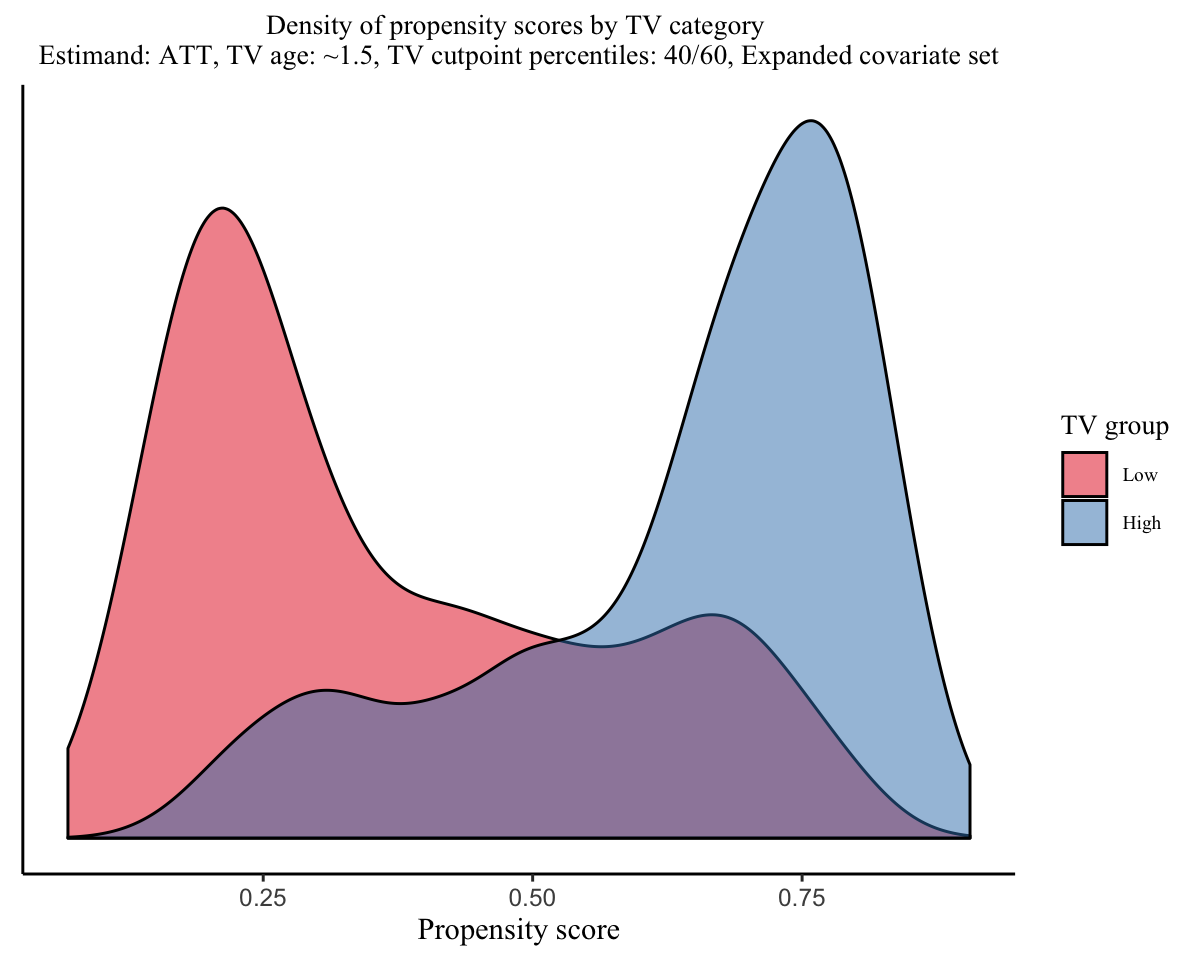 Density of propensity scores by TV category
Estimand: ATT, TV age: ~1.5, TV cutpoint percentiles: 40/60, Expanded covariate set
TV group
Low
High
0.25 0.50 0.75
Propensity score